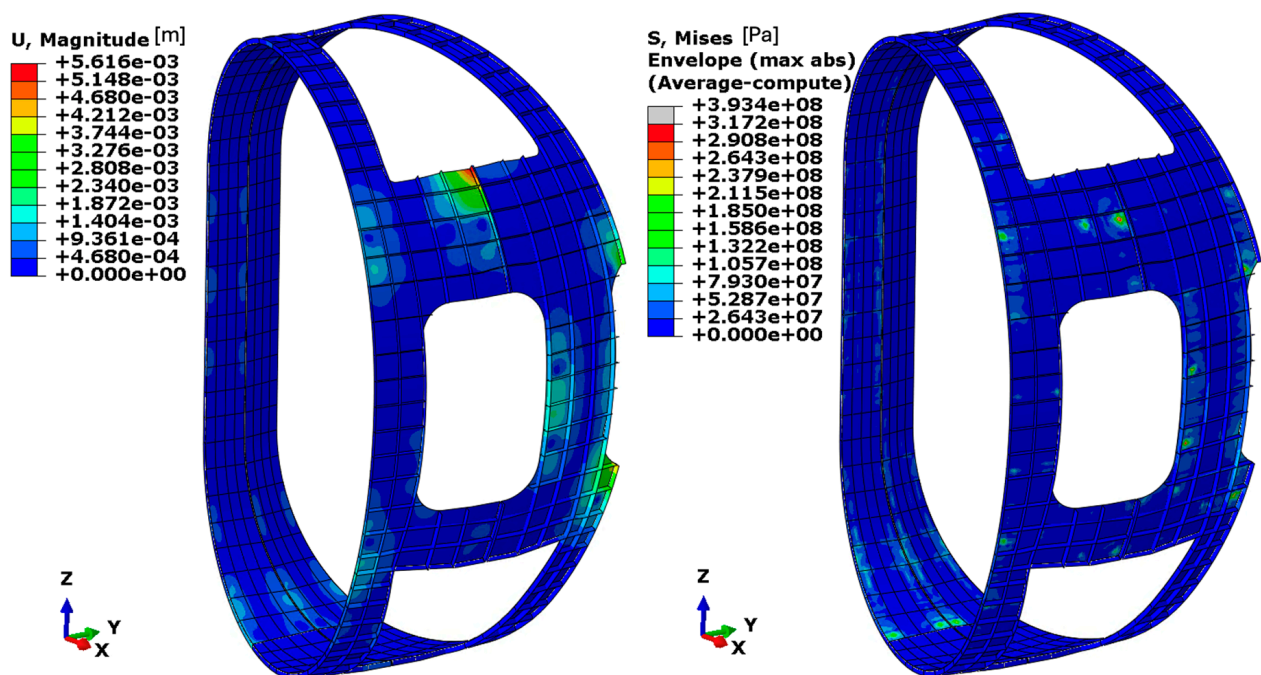 U, Magnitude [m]
+5.616e-03
+5.148e-03
+4.680e-03
+4.212e-03
+3.744e-03
+3.276e-03
+2.808e-03
+2.340e-03
+1.872e-03
+1.404e-03
+9.361e-04
+4.680e-04
+0.000e+00
Z
Y
X
S, Mises [Pa]
Envelope (max abs)
(Average-compute)
+3.934e+08
+3.172e+08
+2.908e+08
+2.643e+08
+2.379e+08
+2.115e+08
+1.850e+08
+1.586e+08
+1.322e+08
+1.057e+08
+7.930e+07
+5.287e+07
+2.643e+07
+0.000e+00
Z
Y
X